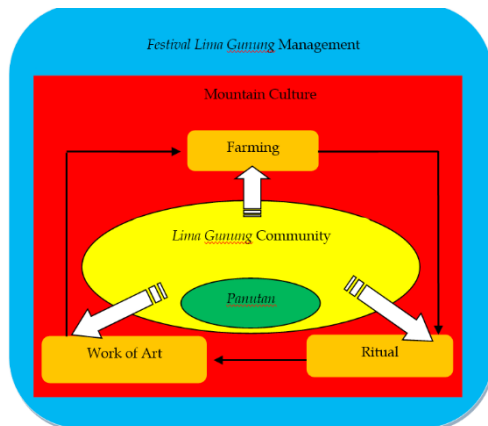 Festival Lima Gunung Management
Mountain Culture
Farming
Lima Gunung Community
Panutan
Work of Art
Ritual